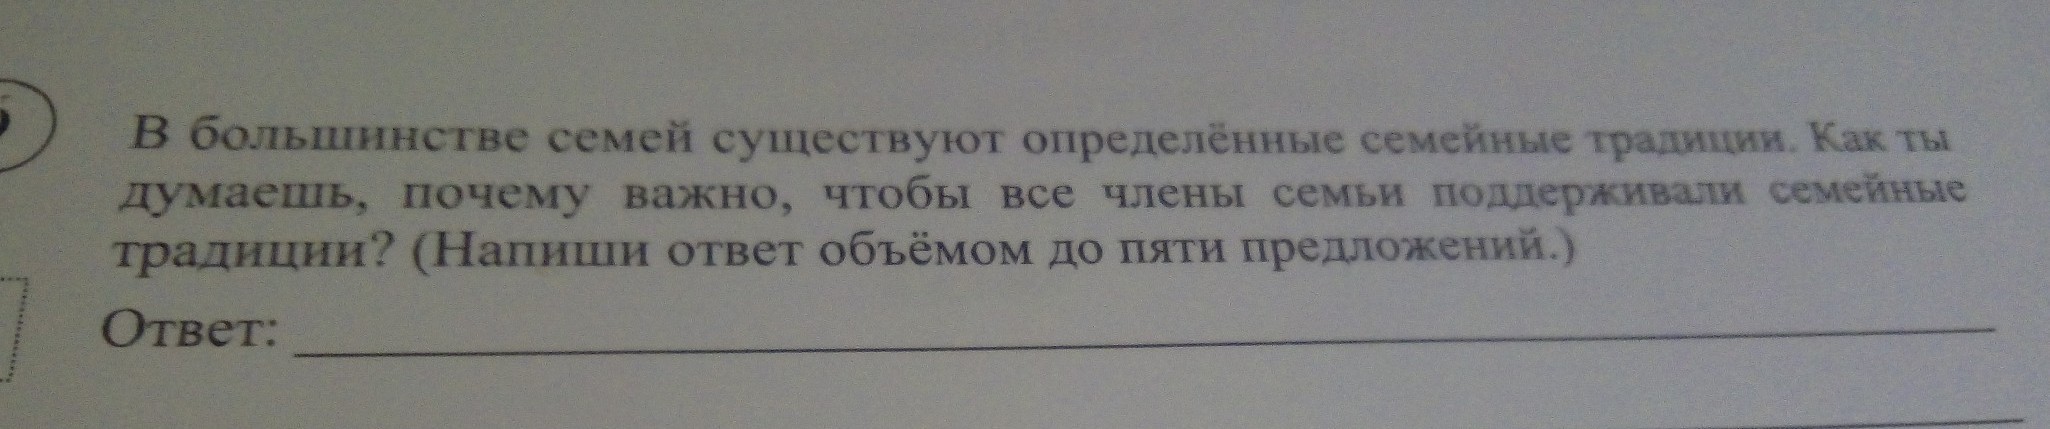 В большинстве семей существуют определённые семейные традиции. Как ты
думаешь, почему важно, чтобы все члены семьи поддерживали семейные
традиции? (Напиши ответ объёмом до пяти предложений.)
Ответ: